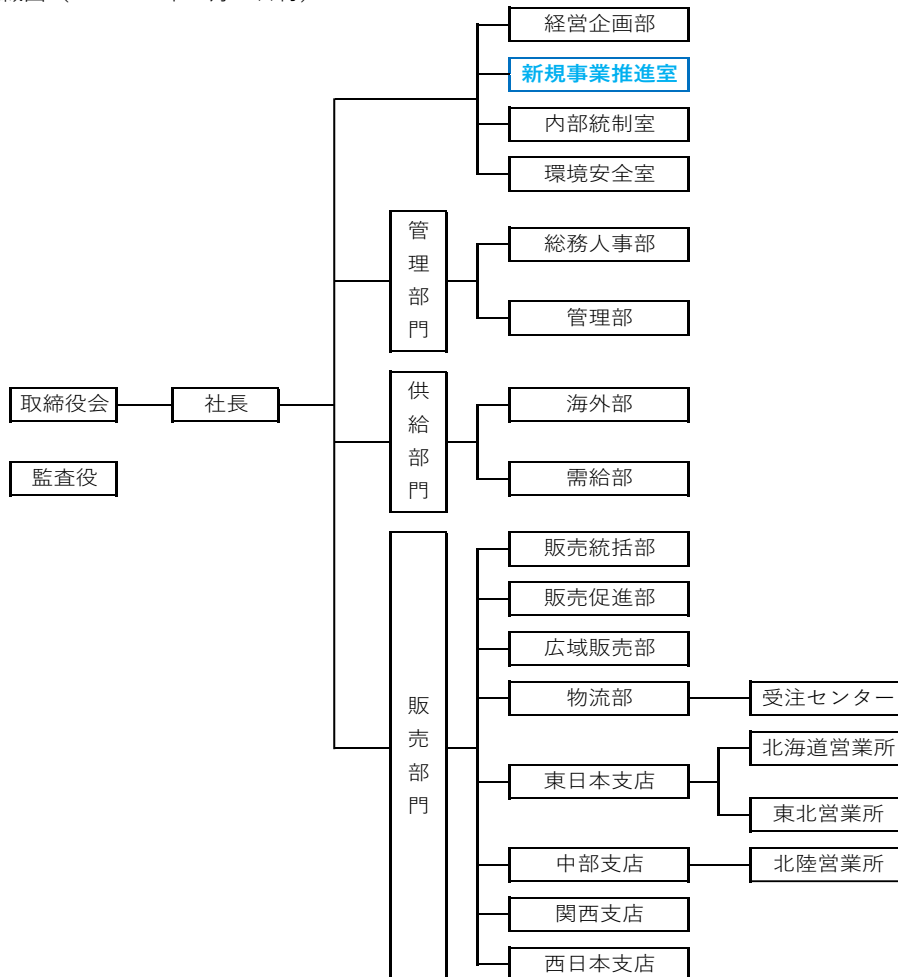 経営企画部
新規事業推進室
内部統制室
環境安全室
管理部門
総務人事部
管理部
取締役会
社長
供給部門
海外部
監査役
需給部
販売部門
販売統括部
販売促進部
広域販売部
物流部
受注センター
北海道営業所
東日本支店
東北営業所
中部支店
北陸営業所
関西支店
西日本支店